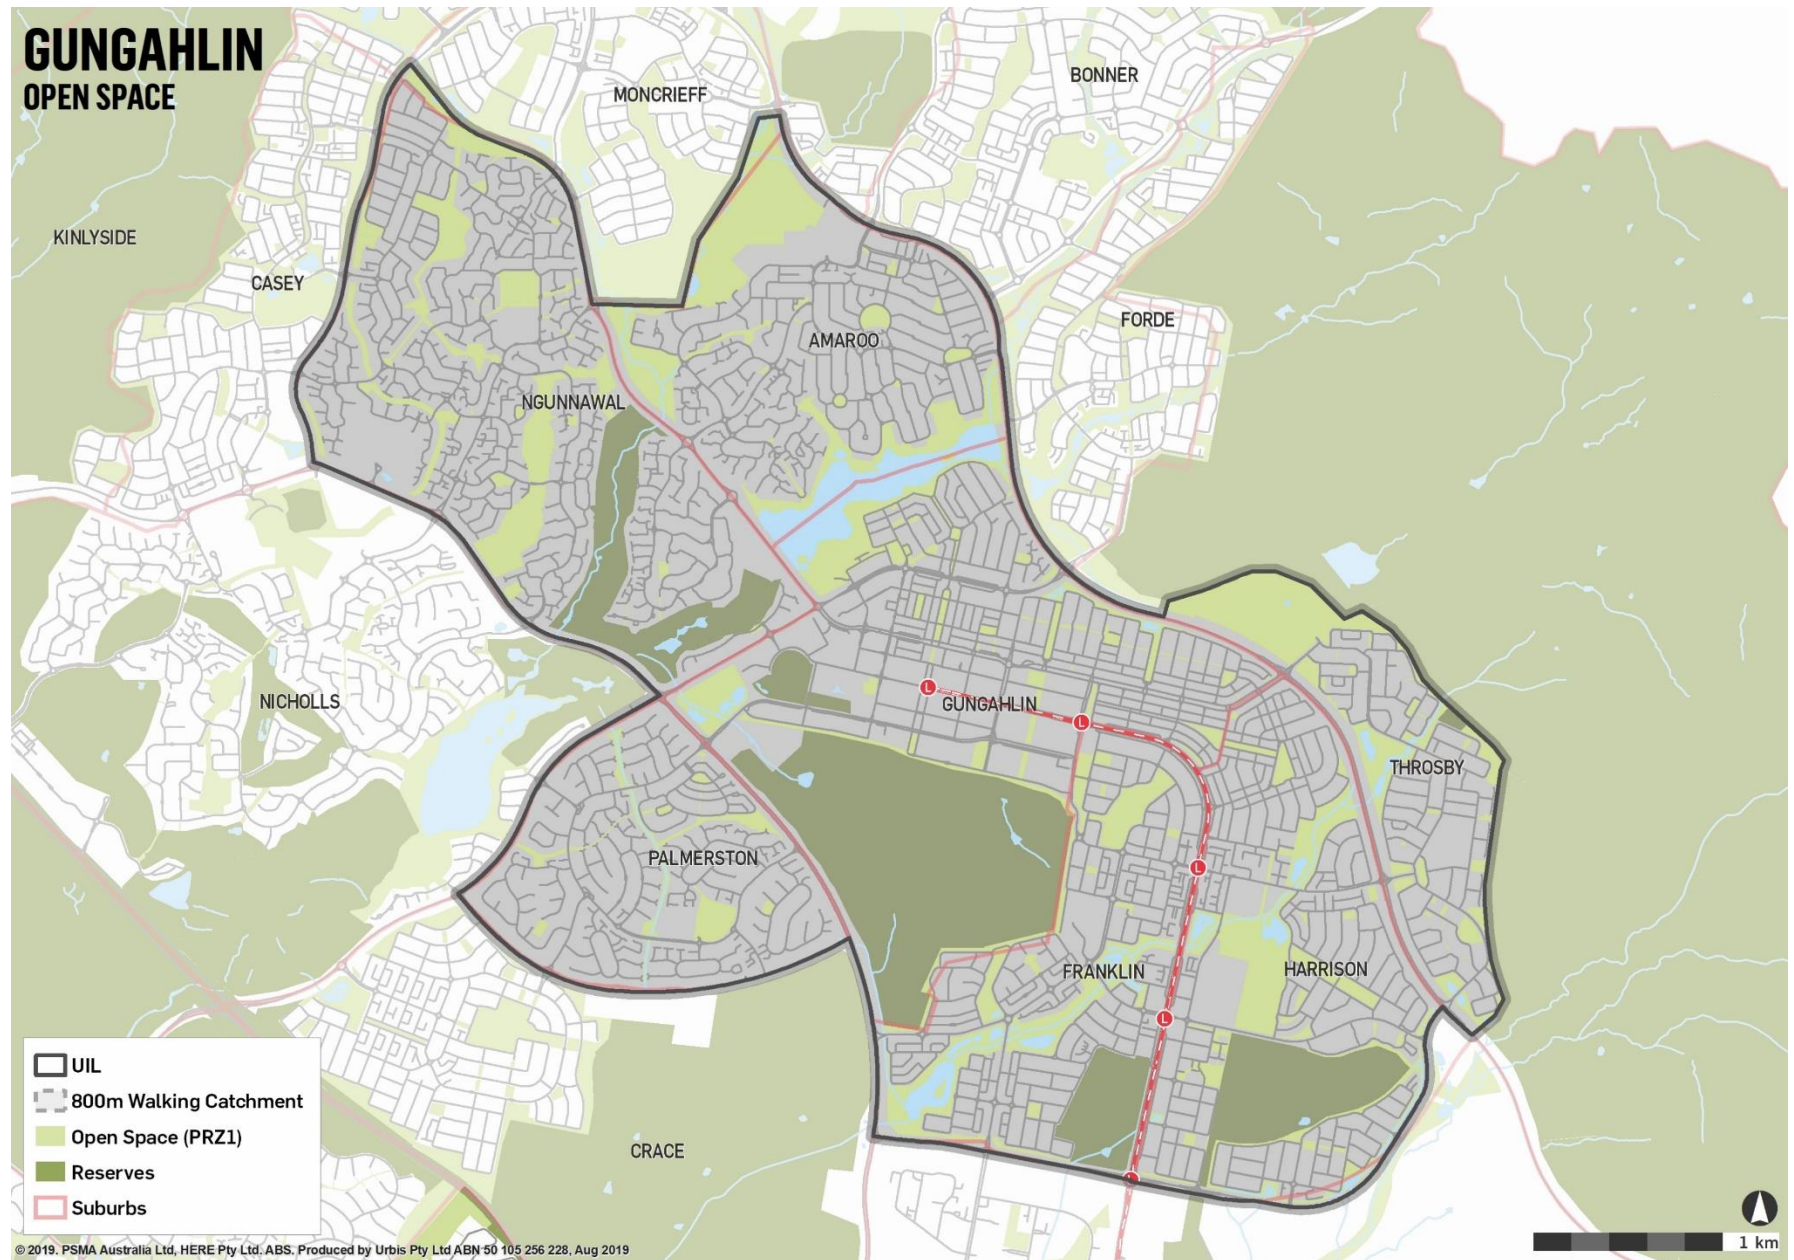 GUNGAHLIN
OPEN SPACE
MONCRIEFF
BONNER
KINLYSIDE
CASEY
FORDE
AMAROO
NGUNNAWAL
NICHOLLS
L
GUNGAHLIN
L
THROSBY
PALMERSTON
L
FRANKLIN
HARRISON
L
CRACE
L
UIL
800m Walking Catchment
Open Space (PRZ1)
Reserves
Suburbs
1 km
© 2019. PSMA Australia Ltd, HERE Pty Ltd. ABS. Produced by Urbis Pty Ltd ABN 50 105 256 228, Aug 2019